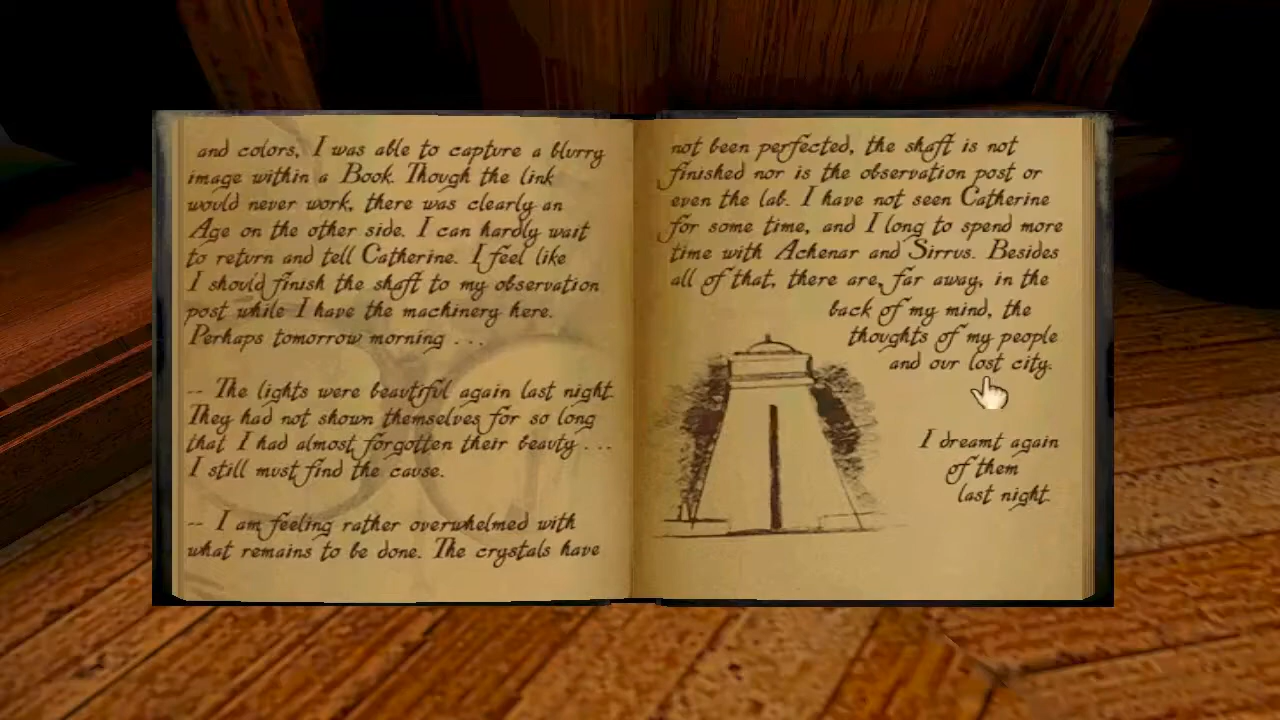 and colors, I was able to capture a blurry
image within a Book. Though the link
would never work, there was clearly an
Age on the other side. I can hardly wait
to return and tell Catherine. I feel like
I should finish the shaft to my observation
post while I have the machinery here.
Perhaps tomorrow morning . . .
-- The lights were beautiful again last night.
They had not shown themselves for so long
that I had almost forgotten their beauty . . .
I still must find the cause.
-- I am feeling rather overwhelmed with
what remains to be done. The crystals have
not been perfected, the shaft is not
finished nor is the observation post or
even the lab. I have not seen Catherine
for some time, and I long to spend more
time with Achenar and Sirrus. Besides
all of that, there are, far away, in the
back of my mind, the
thoughts of my people
and our lost city.
I dreamt again
of them
last night.